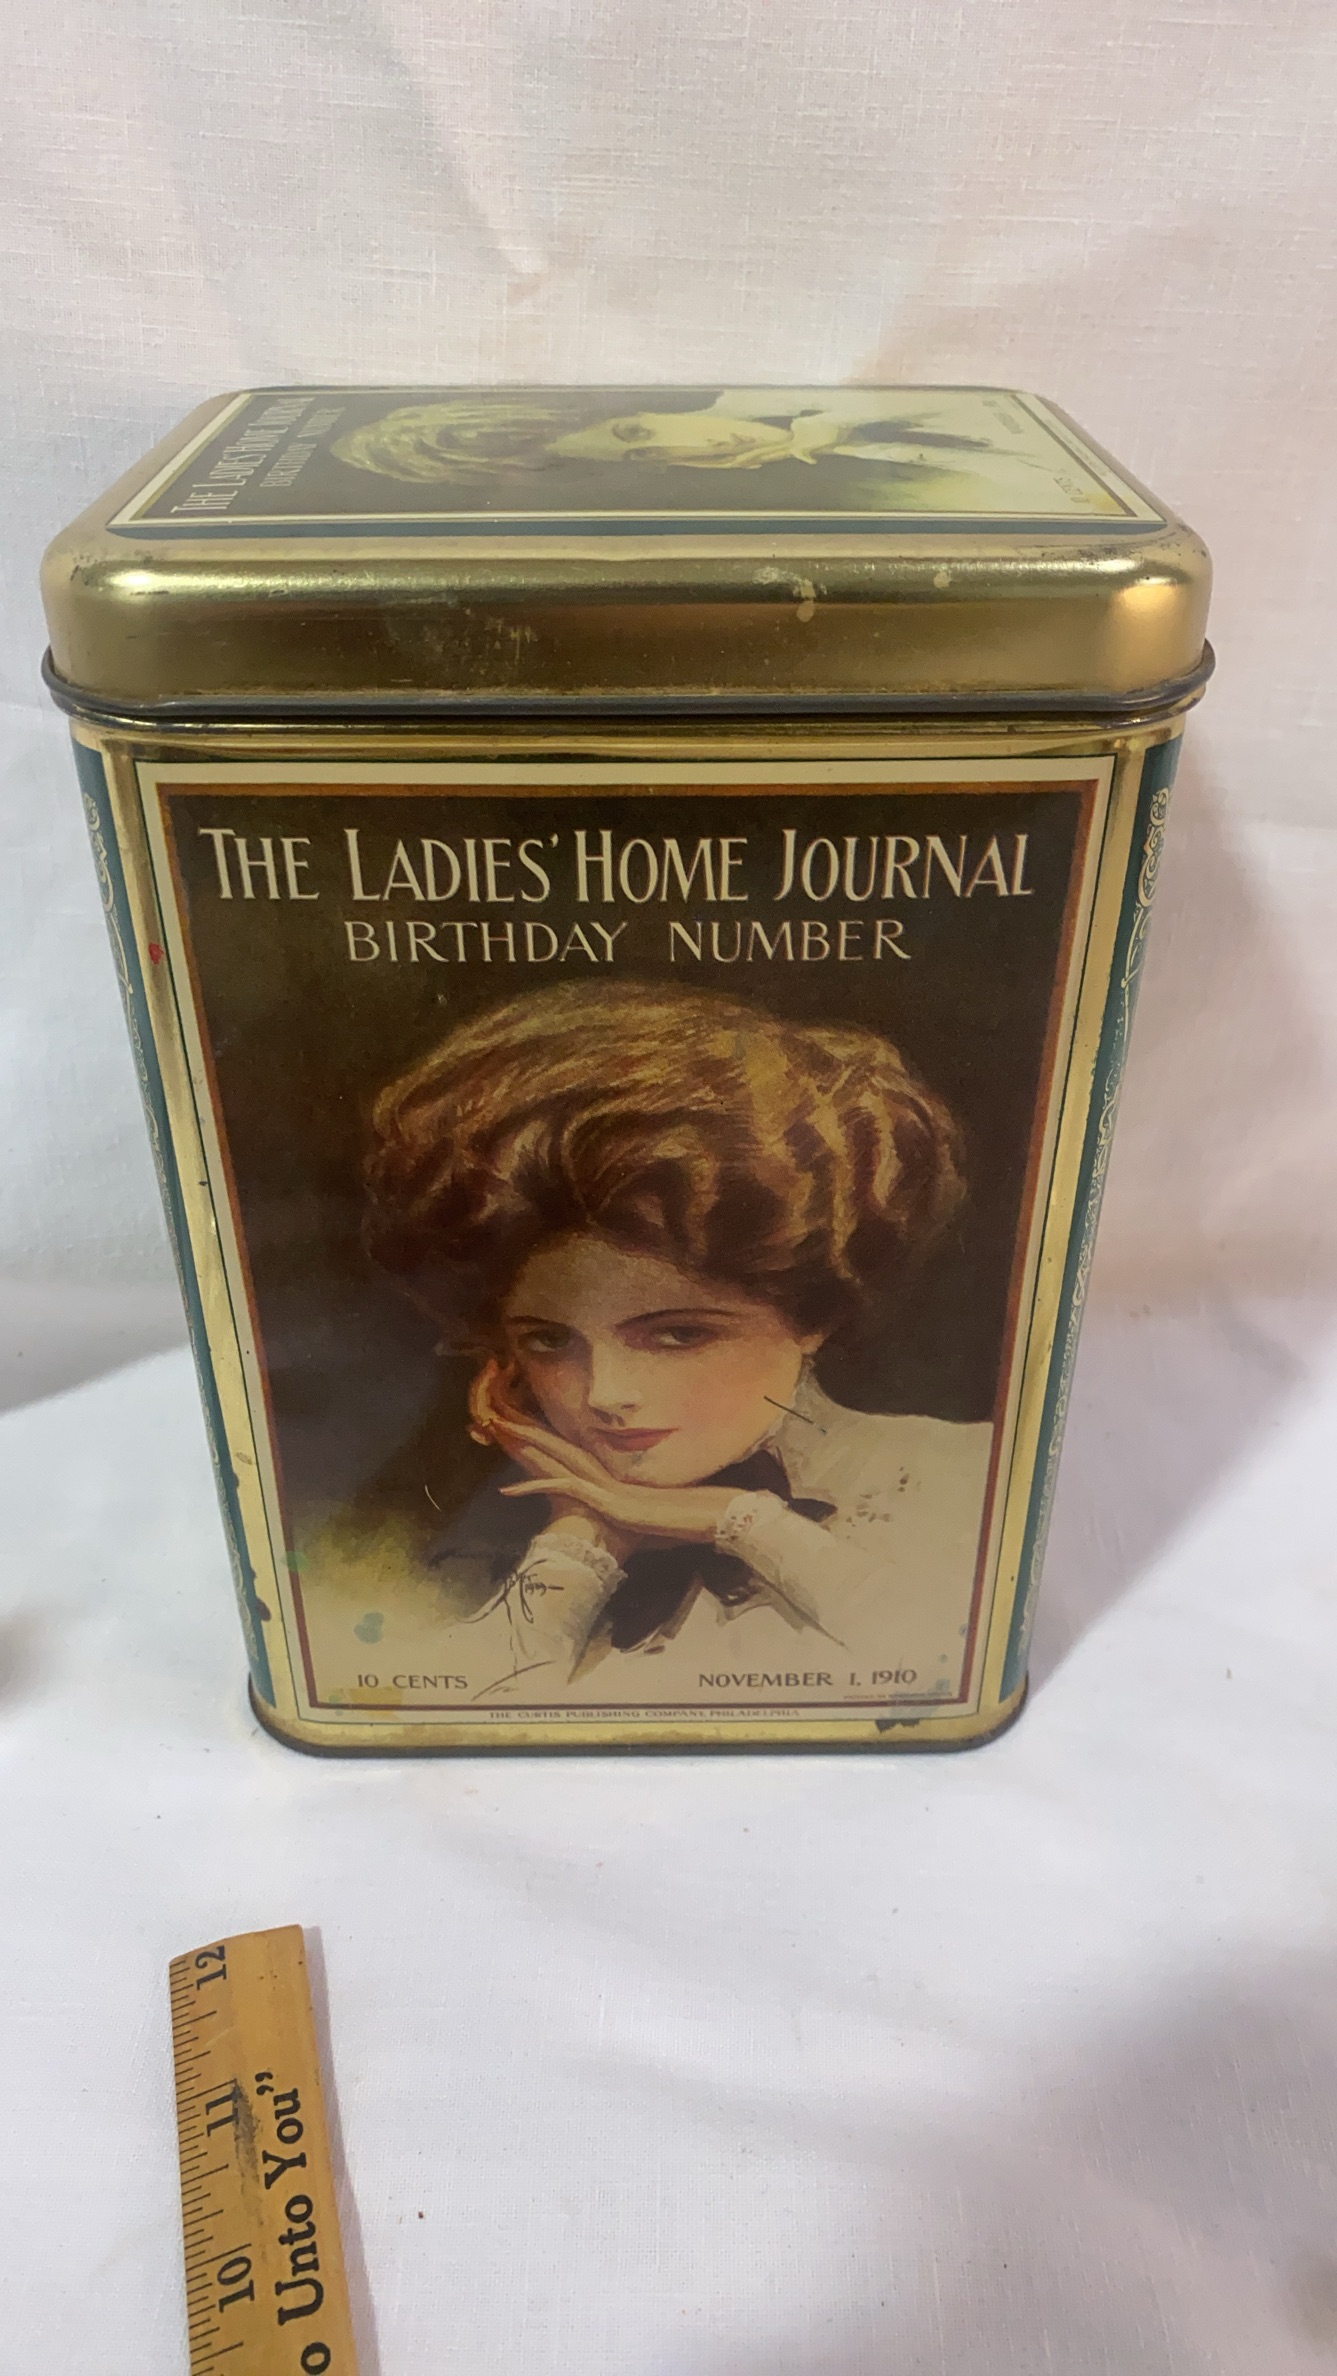 THE LADIES' HOME JOURNAL
BIRTHDAY NUMBER
THE LADIES' HOME JOURNAL
BIRTHDAY NUMBER
10 CENTS
NOVEMBER 1, 1910
THE CURTIS PUBLISHING COMPANY, PHILADELPHIA
12
11
10
o Unto You”